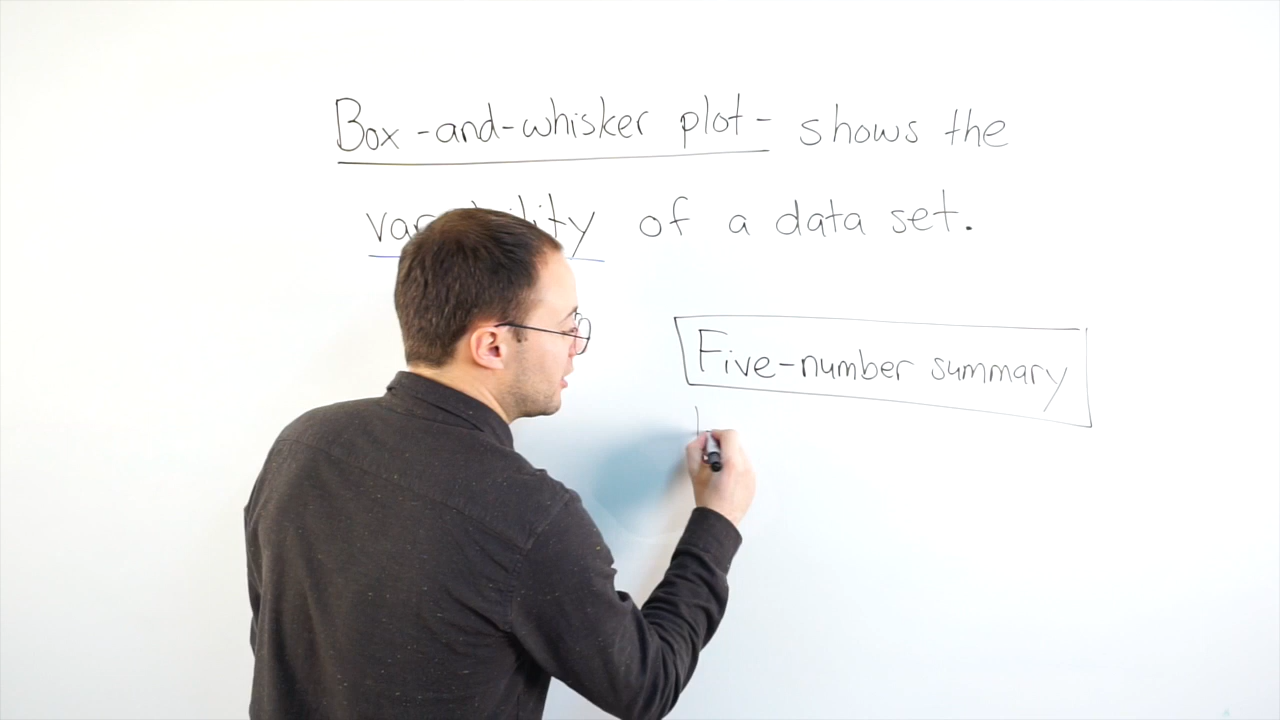 Box-and-whisker plot- shows the
of a data set.
Five-number summary